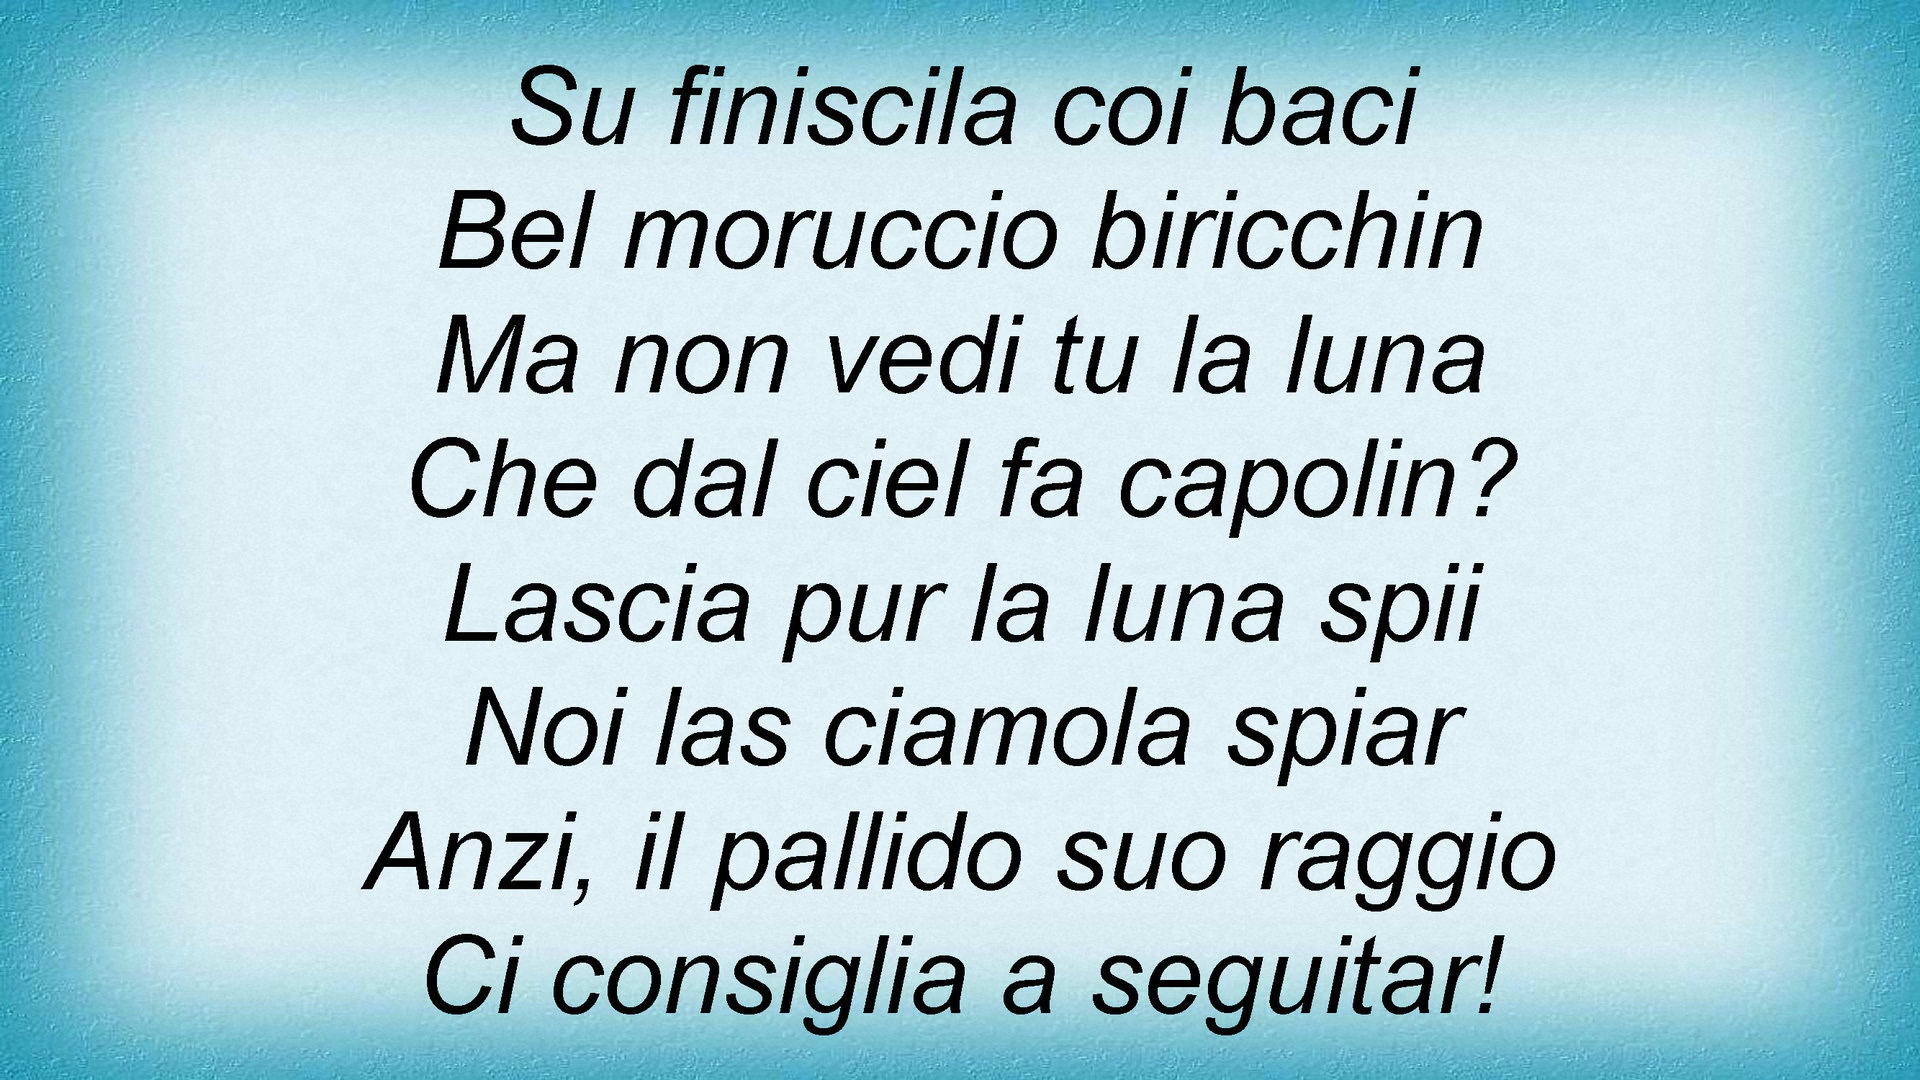 Su finiscila coi baci
Bel moruccio biricchin
Ma non vedi tu la luna
Che dal ciel fa capolin?
Lascia pur la luna spii
Noi las ciamola spiar
Anzi, il pallido suo raggio
Ci consiglia a seguitar!